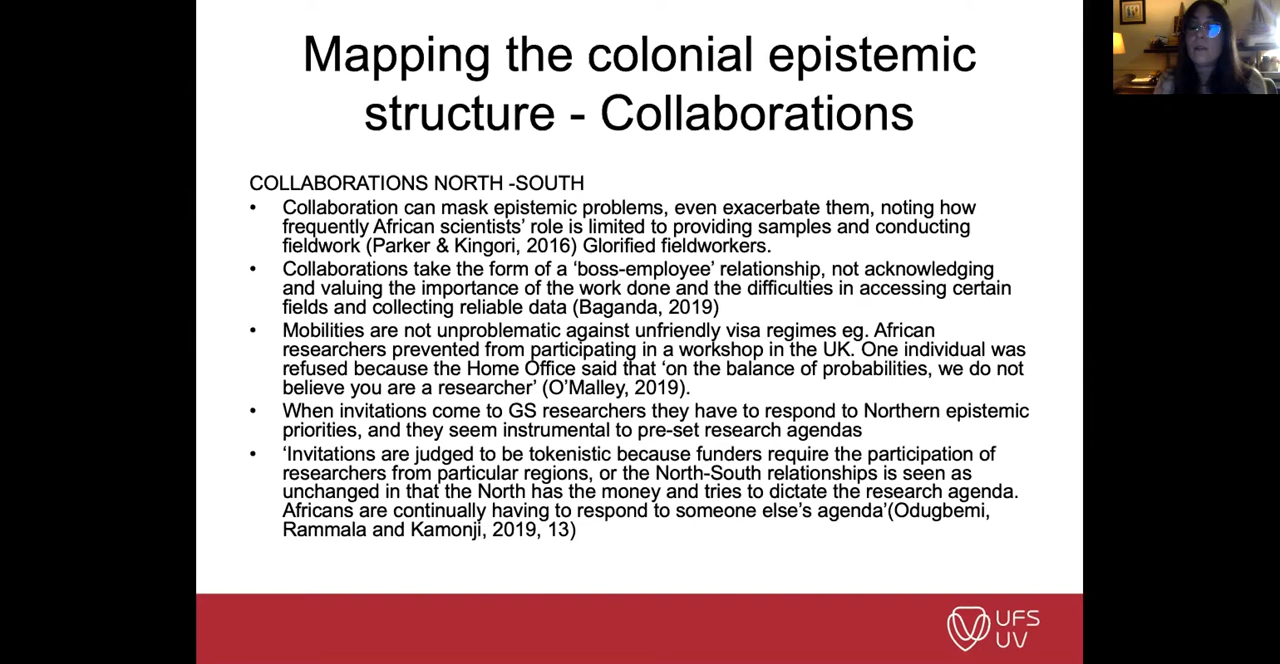 Mapping the colonial epistemic
structure - Collaborations
COLLABORATIONS NORTH -SOUTH
• Collaboration can mask epistemic problems, even exacerbate them, noting how
frequently African scientists' role is limited to providing samples and conducting
fieldwork (Parker & Kingori, 2016) Glorified fieldworkers.
• Collaborations take the form of a 'boss-employee' relationship, not acknowledging
and valuing the importance of the work done and the difficulties in accessing certain
fields and collecting reliable data (Baganda, 2019)
• Mobilities are not unproblematic against unfriendly visa regimes eg. African
researchers prevented from participating in a workshop in the UK. One individual was
refused because the Home Office said that 'on the balance of probabilities, we do not
believe you are a researcher' (O'Malley, 2019).
• When invitations come to GS researchers they have to respond to Northern epistemic
priorities, and they seem instrumental to pre-set research agendas
• 'Invitations are judged to be tokenistic because funders require the participation of
researchers from particular regions, or the North-South relationships is seen as
unchanged in that the North has the money and tries to dictate the research agenda.
Africans are continually having to respond to someone else's agenda'(Odugbemi,
Rammala and Kamonji, 2019, 13)
UFS
UV